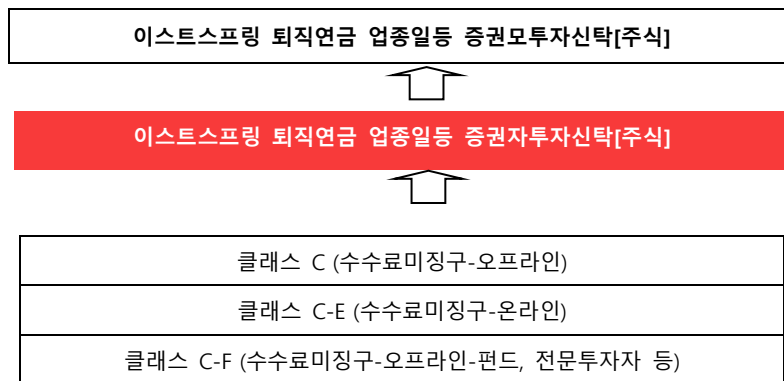 이스트스프링 퇴직연금 업종일등 증권모투자신탁[주식]
이스트스프링 퇴직연금 업종일등 증권자투자신탁[주식]
클래스 C (수수료미징구-오프라인)
클래스 C-E (수수료미징구-온라인)
클래스 C-F (수수료미징구-오프라인-펀드, 전문투자자 등)